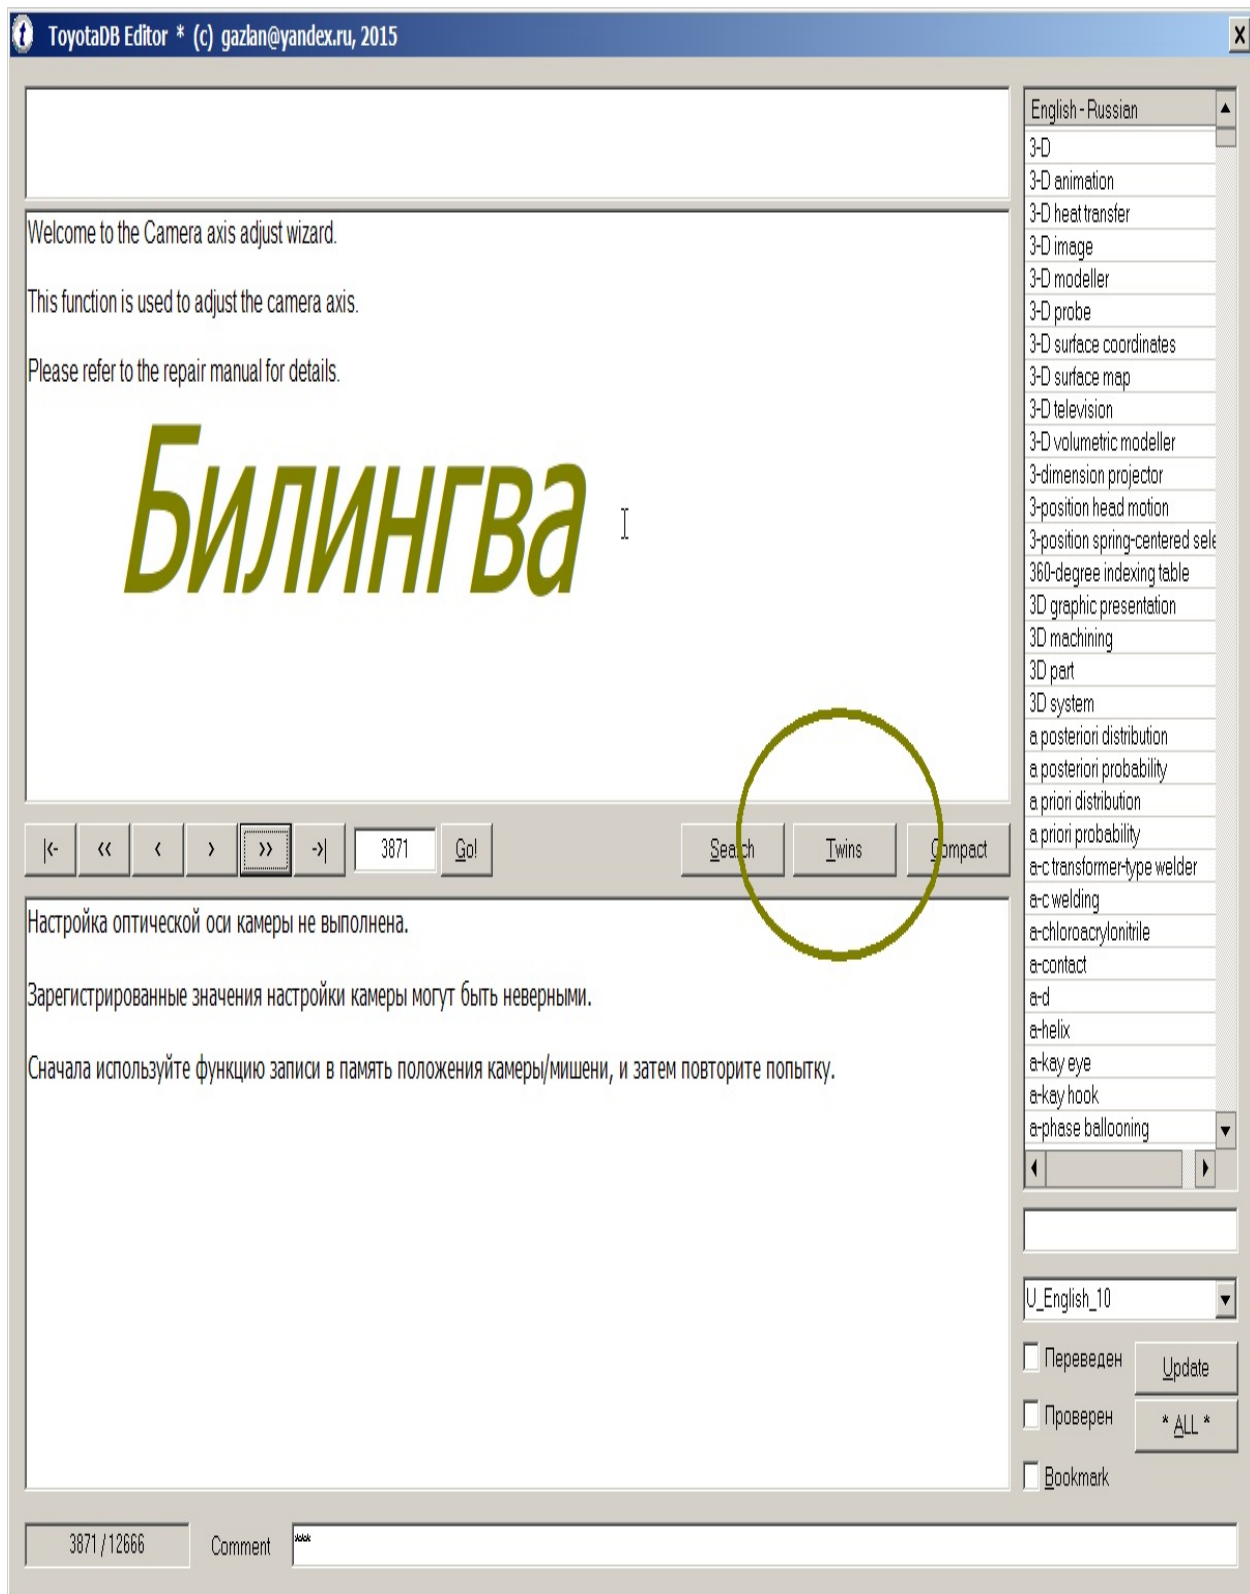 ToyotaDB Editor * (c) gazlan@yandex.ru, 2015
Welcome to the Camera axis adjust wizard.
This function is used to adjust the camera axis.
Please refer to the repair manual for details.
Билингва
|<- << < > >> ->| 3871 Go! Search Twins Compact
Настройка оптической оси камеры не выполнена.
Зарегистрированные значения настройки камеры могут быть неверными.
Сначала используйте функцию записи в память положения камеры/мишени, и затем повторите попытку.
English - Russian
3-D
3-D animation
3-D heat transfer
3-D image
3-D modeller
3-D probe
3-D surface coordinates
3-D surface map
3-D television
3-D volumetric modeller
3-dimension projector
3-position head motion
3-position spring-centered sele
360-degree indexing table
3D graphic presentation
3D machining
3D part
3D system
a posteriori distribution
a posteriori probability
a priori distribution
a priori probability
a-c transformer-type welder
a-c welding
a-chloroacrylonitrile
a-contact
a-d
a-helix
a-kay eye
a-kay hook
a-phase ballooning
U_English_10
Переведен Update
Проверен * ALL *
Bookmark
3871 / 12666 Comment ***